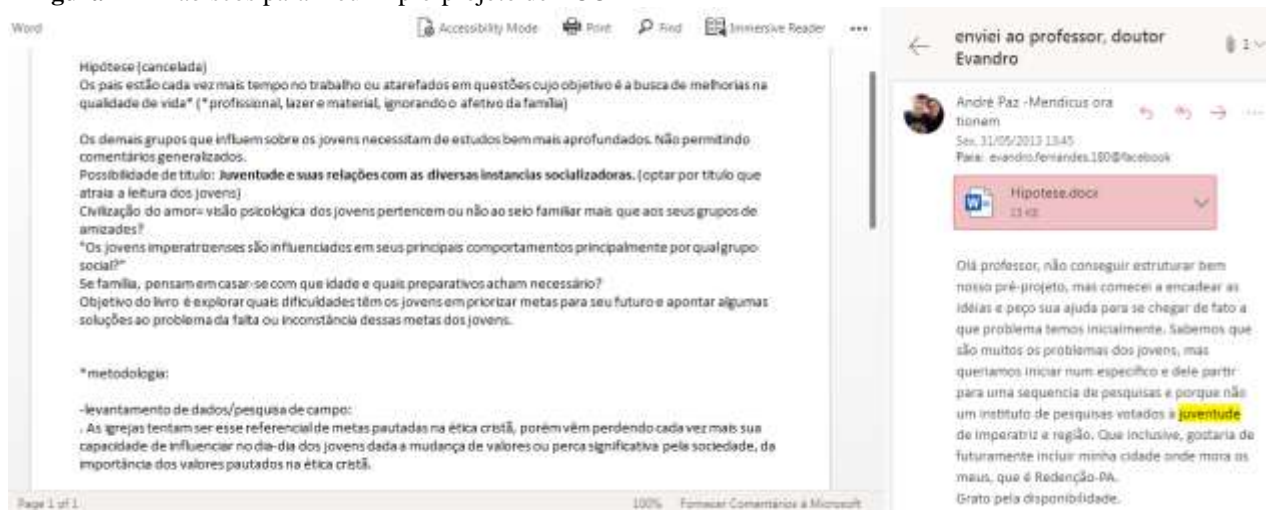 Word
Accessibility Mode Print Find Immersive Reader
Hipótese (cancelada)
Os pais estão cada vez mais tempo no trabalho ou atarefados em questões cujo objetivo é a busca de melhorias na
qualidade de vida* (*profissional, lazer e material, ignorando o afetivo da família)
Os demais grupos que influem sobre os jovens necessitam de estudos bem mais aprofundados. Não permitindo
comentários generalizados.
Possibilidade de título: Juventude e suas relações com as diversas instancias socializadoras. (optar por título que
atraia a leitura dos jovens)
Civilização do amor= visão psicológica dos jovens pertencem ou não ao seio familiar mais que aos seus grupos de
amizades?
"Os jovens imperatrizenses são influenciados em seus principais comportamentos principalmente por qual grupo
social?"
Se família, pensam em casar-se com que idade e quais preparativos acham necessário?
Objetivo do livro é explorar quais dificuldades têm os jovens em priorizar metas para seu futuro e apontar algumas
soluções ao problema da falta ou inconstância dessas metas dos jovens.
*metodologia:
-levantamento de dados/pesquisa de campo:
. As igrejas tentam ser esse referencial de metas pautadas na ética cristã, porém vêm perdendo cada vez mais sua
capacidade de influenciar no dia-dia dos jovens dada a mudança de valores ou perca significativa pela sociedade, da
importância dos valores pautados na ética cristã.
Page 1 of 1
100% Fornecer Comentários à Microsoft
enviei ao professor, doutor
Evandro
1
André Paz -Mendicus ora
tionem
Sex, 31/05/2013 13:45
Para: evandro.fernandes.180@facebook
Hipotese.docx
23 KB
Olá professor, não conseguir estruturar bem
nosso pré-projeto, mas comecei a encadear as
idéias e peço sua ajuda para se chegar de fato a
que problema temos inicialmente. Sabemos que
são muitos os problemas dos jovens, mas
queriamos iniciar num especifico e dele partir
para uma sequencia de pesquisas e porque não
um instituto de pesquisas votados a juventude
de imperatriz e região. Que inclusive, gostaria de
futuramente incluir minha cidade onde mora os
meus, que é Redenção-PA.
Grato pela disponibilidade.